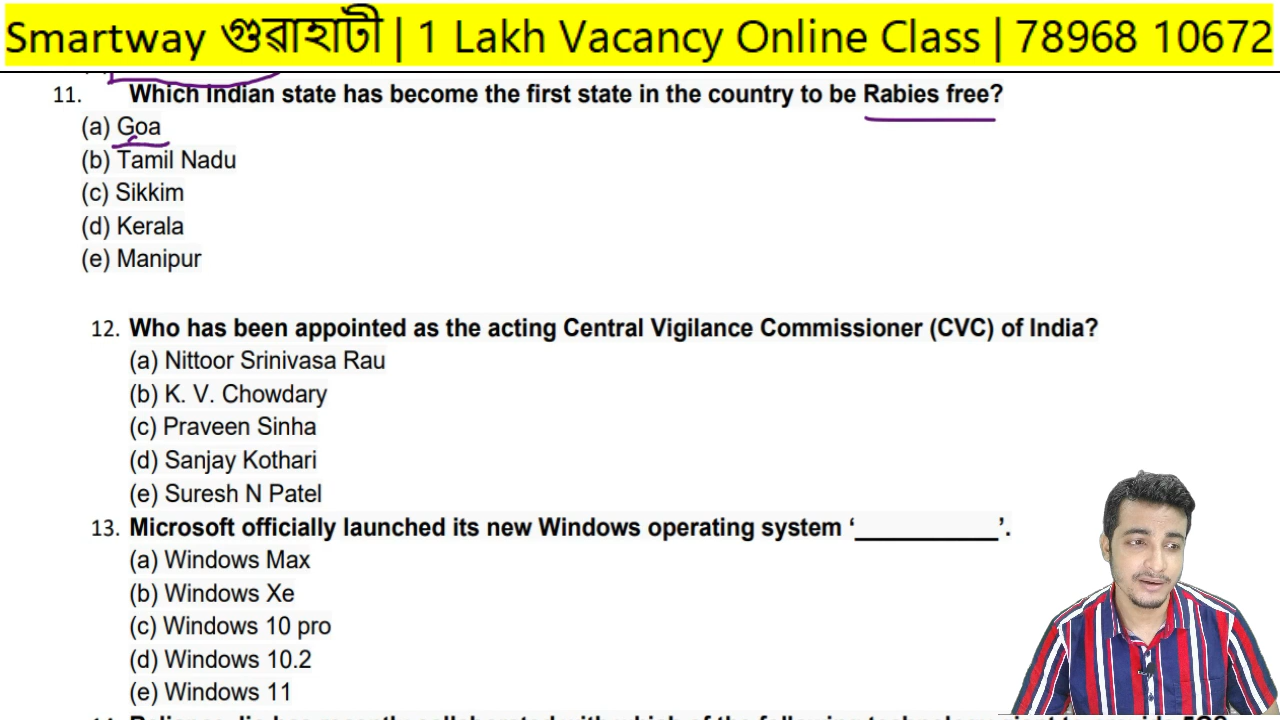 Smartway গুৱাহাটী | 1 Lakh Vacancy Online Class | 78968 10672
11. Which Indian state has become the first state in the country to be Rabies free?
(a) Goa
(b) Tamil Nadu
(c) Sikkim
(d) Kerala
(e) Manipur
12. Who has been appointed as the acting Central Vigilance Commissioner (CVC) of India?
(a) Nittoor Srinivasa Rau
(b) K. V. Chowdary
(c) Praveen Sinha
(d) Sanjay Kothari
(e) Suresh N Patel
13. Microsoft officially launched its new Windows operating system ‘__________’.
(a) Windows Max
(b) Windows Xe
(c) Windows 10 pro
(d) Windows 10.2
(e) Windows 11